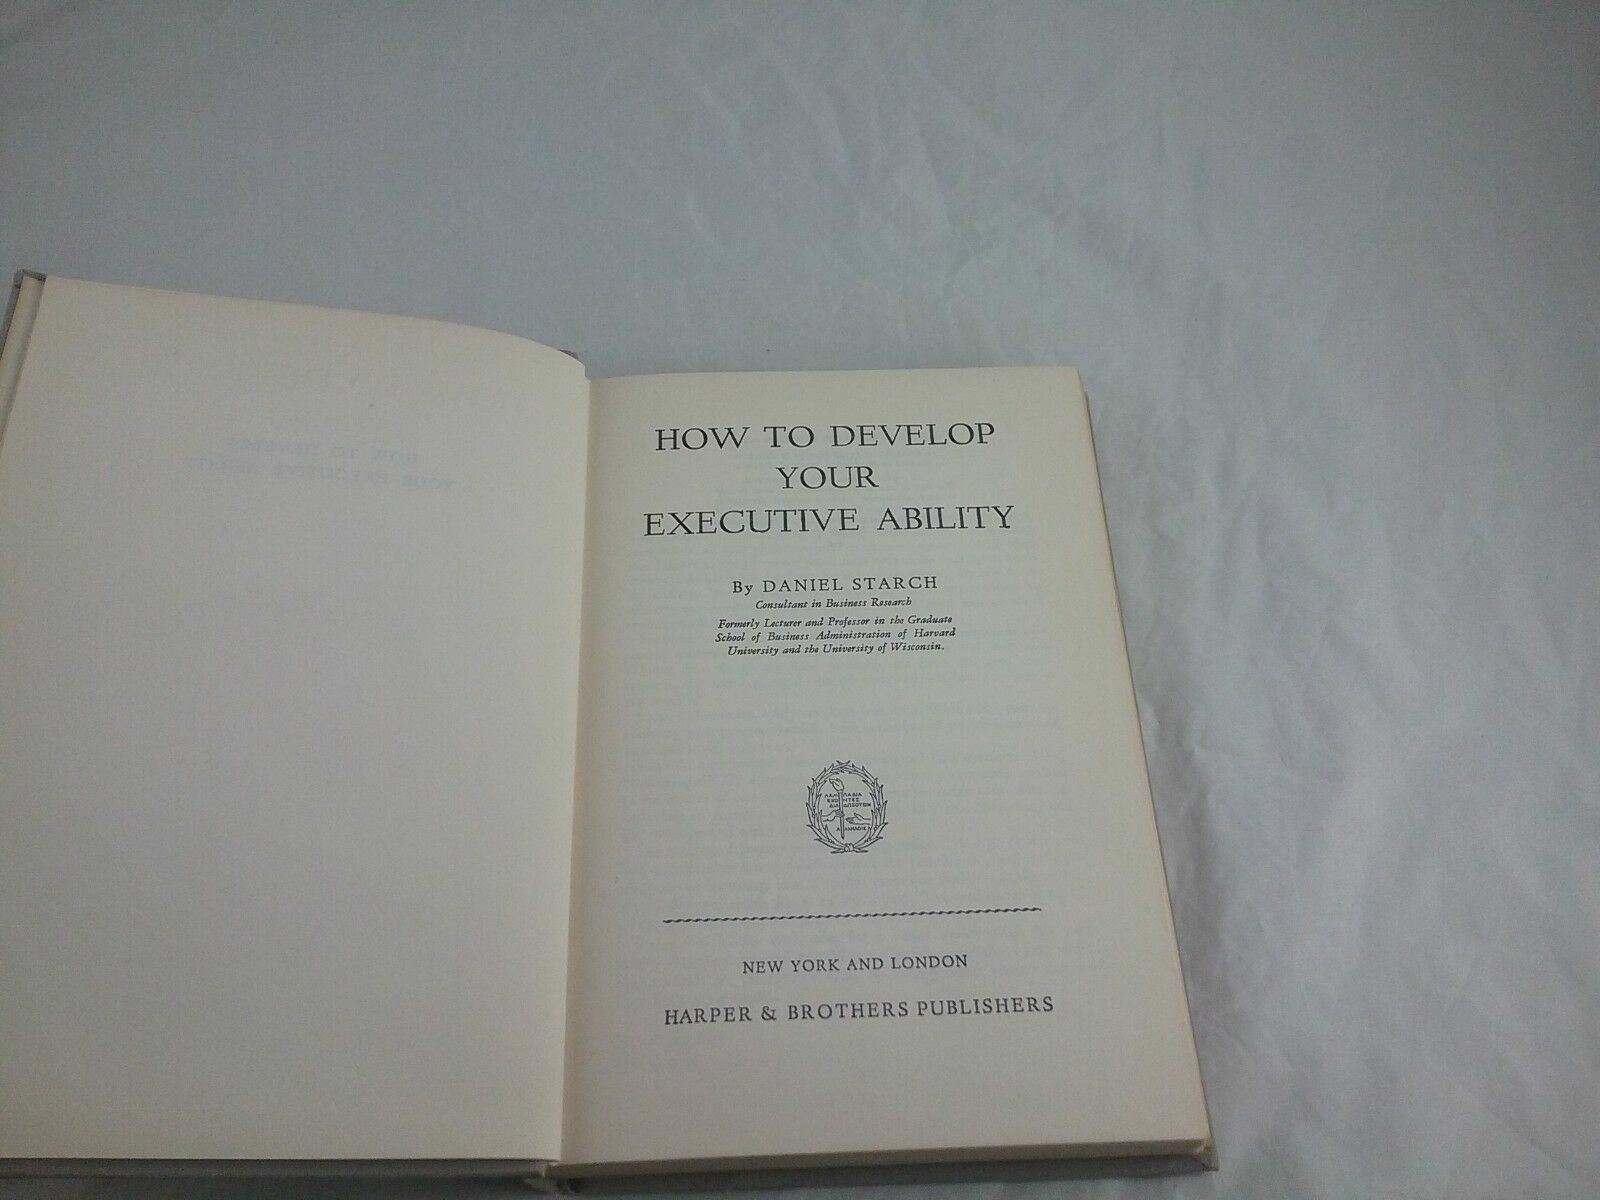 HOW TO DEVELOP
YOUR
EXECUTIVE ABILITY
By DANIEL STARCH
Consultant in Business Research
Formerly Lecturer and Professor in the Graduate
School of Business Administration of Harvard
University and the University of Wisconsin.
NEW YORK AND LONDON
HARPER & BROTHERS PUBLISHERS